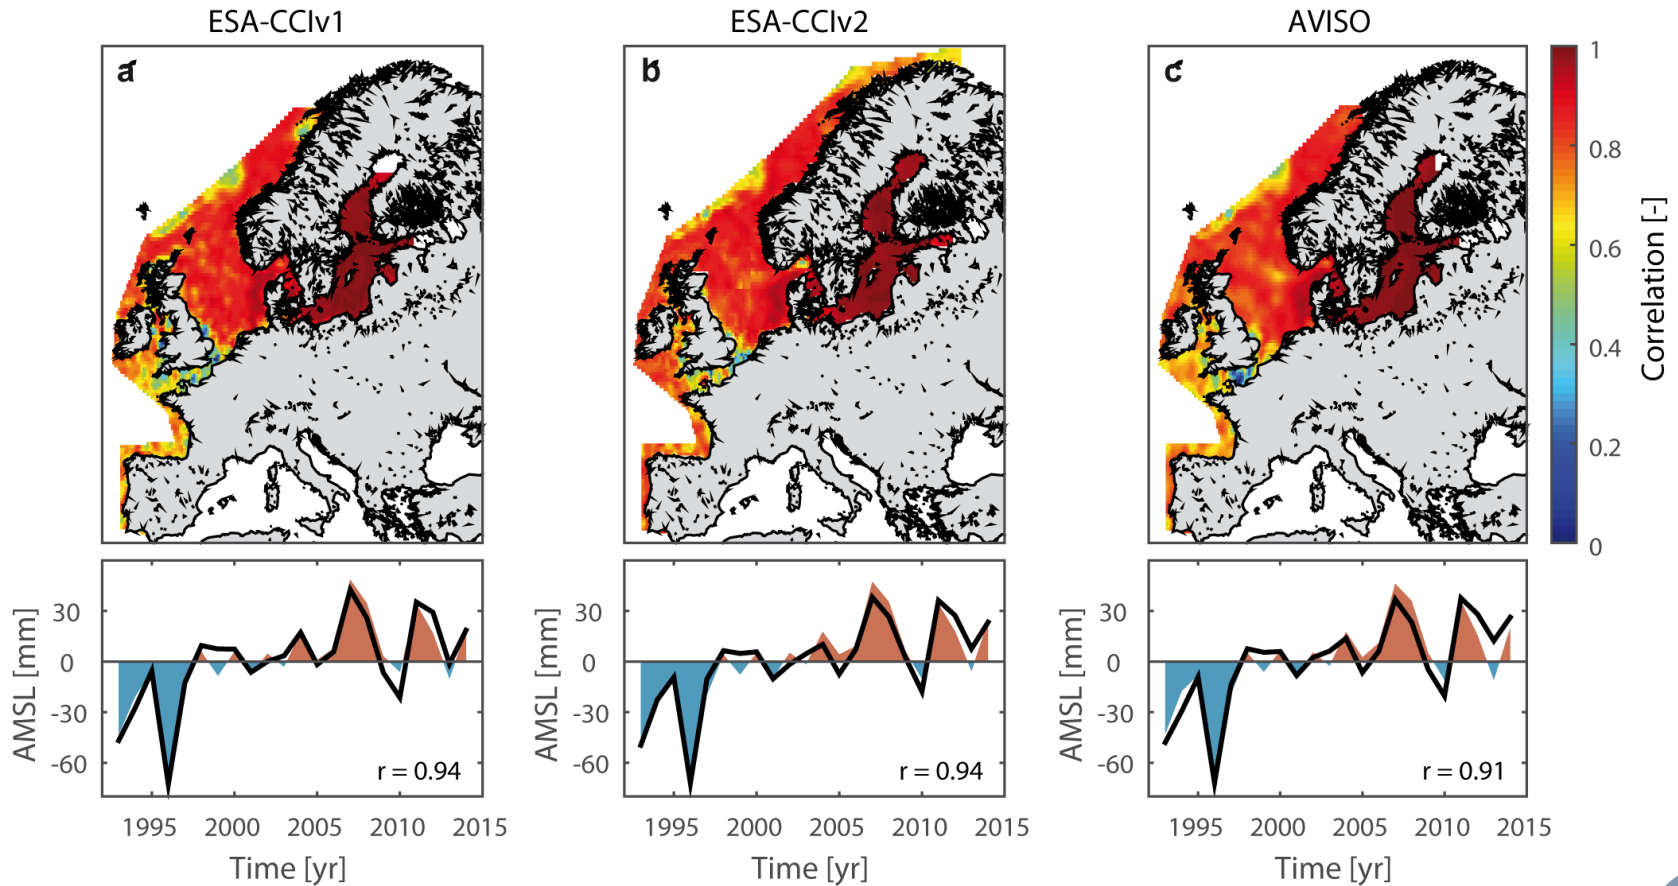 ESA-CCIv1 ESA-CCIv2 AVISO
a b c
1
0.8
0.6
0.4
0.2
0
Correlation [-]
AMSL [mm]
30
0
-30
-60
r = 0.94
1995 2000 2005 2010 2015
Time [yr]
AMSL [mm]
30
0
-30
-60
r = 0.94
1995 2000 2005 2010 2015
Time [yr]
AMSL [mm]
30
0
-30
-60
r = 0.91
1995 2000 2005 2010 2015
Time [yr]